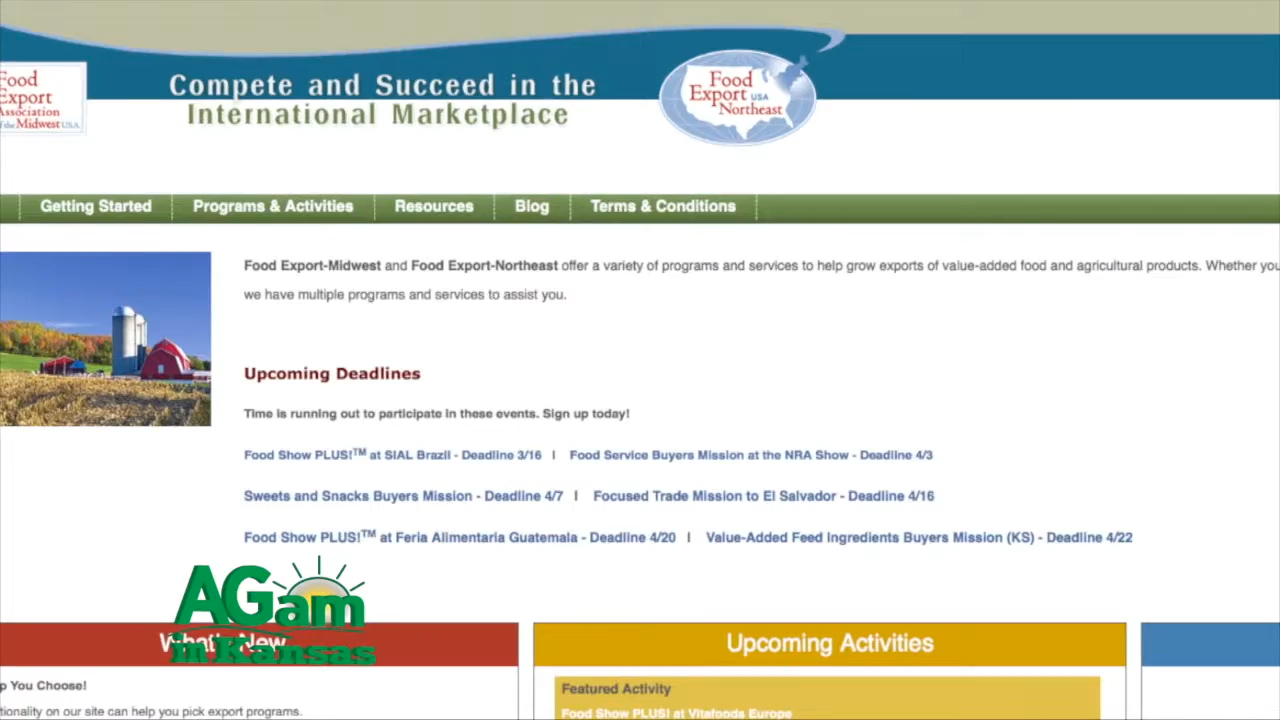 Food
Export
Association
of the Midwest USA
Compete and Succeed in the
International Marketplace
Food
Export USA
Northeast
Getting Started
Programs & Activities
Resources
Blog
Terms & Conditions
Food Export-Midwest and Food Export-Northeast offer a variety of programs and services to help grow exports of value-added food and agricultural products. Whether you
we have multiple programs and services to assist you.
Upcoming Deadlines
Time is running out to participate in these events. Sign up today!
Food Show PLUS!™ at SIAL Brazil - Deadline 3/16 | Food Service Buyers Mission at the NRA Show - Deadline 4/3
Sweets and Snacks Buyers Mission - Deadline 4/7 | Focused Trade Mission to El Salvador - Deadline 4/16
Food Show PLUS!™ at Feria Alimentaria Guatemala - Deadline 4/20 | Value-Added Feed Ingredients Buyers Mission (KS) - Deadline 4/22
AGam
in Kansas
What's New
Upcoming Activities
p You Choose!
tionality on our site can help you pick export programs.
Featured Activity
Food Show PLUS! at Vitafoods Europe